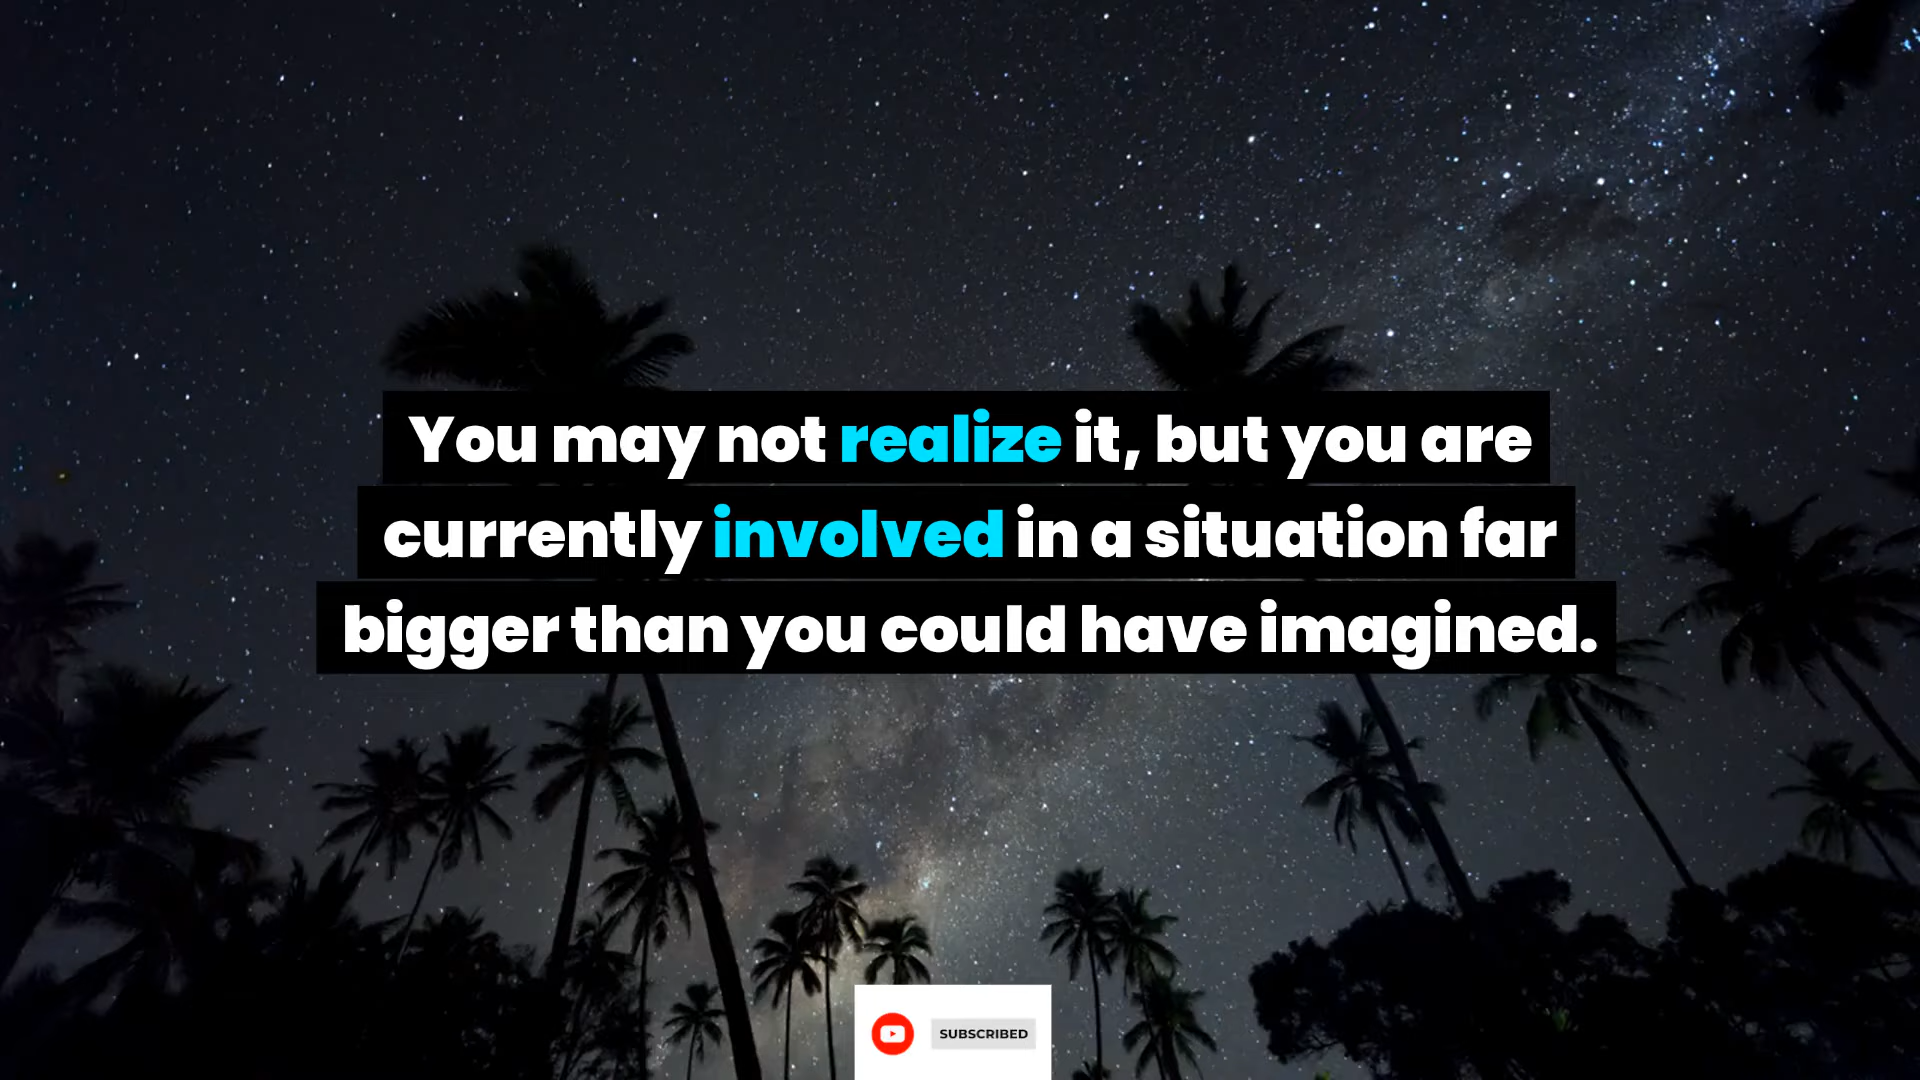 You may not realize it, but you are
currently involved in a situation far
bigger than you could have imagined.
SUBSCRIBED